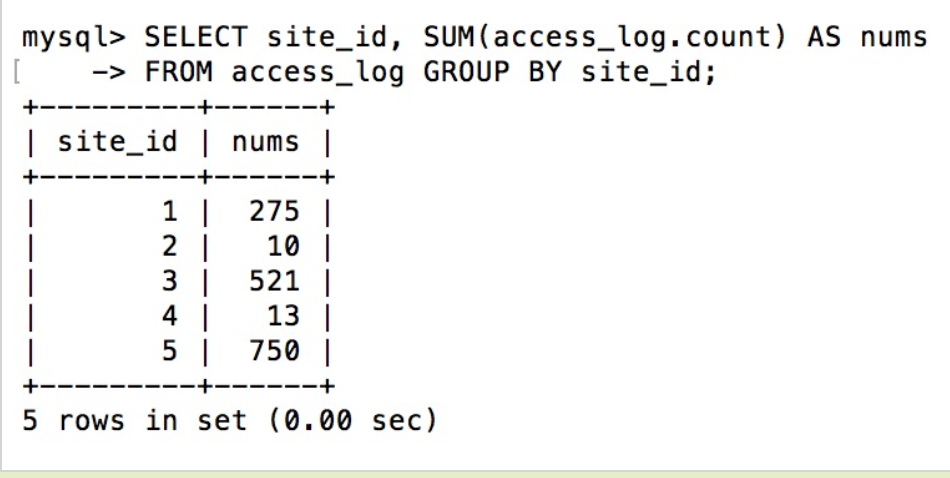 mysql> SELECT site_id, SUM(access_log.count) AS nums
[    -> FROM access_log GROUP BY site_id;
+---------+------+
| site_id | nums |
+---------+------+
|       1 |  275 |
|       2 |   10 |
|       3 |  521 |
|       4 |   13 |
|       5 |  750 |
+---------+------+
5 rows in set (0.00 sec)